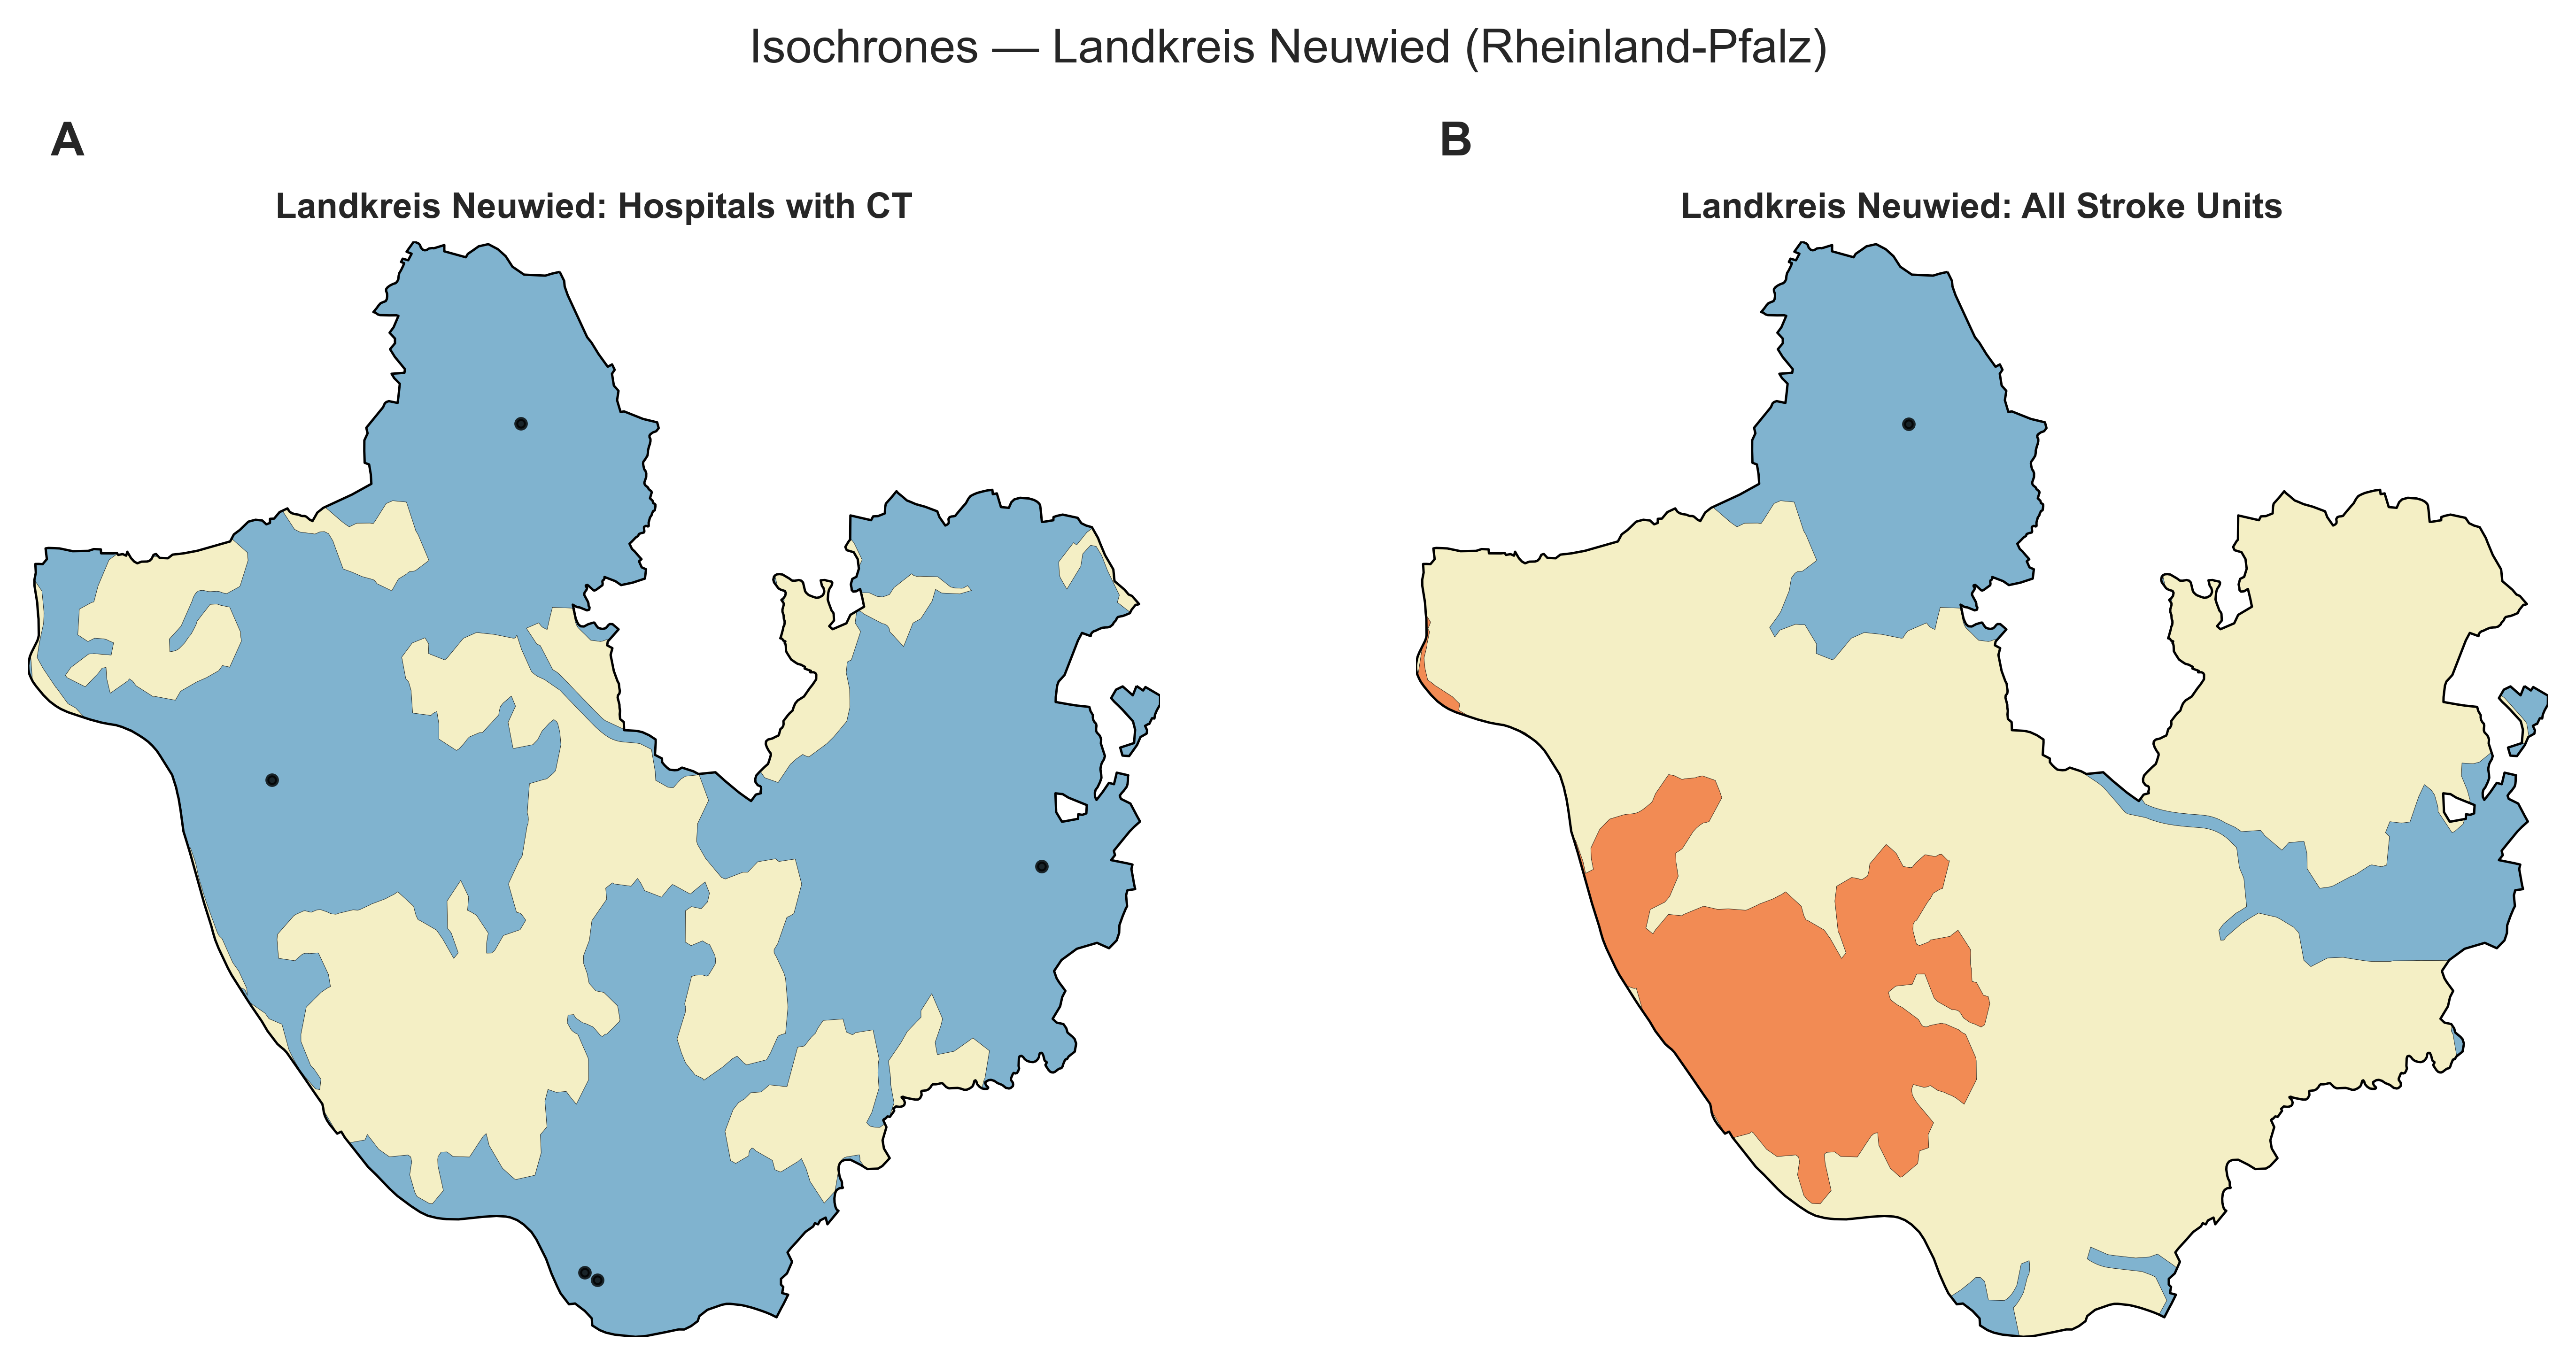 Isochrones — Landkreis Neuwied (Rheinland-Pfalz)
A
B
Landkreis Neuwied: Hospitals with CT
Landkreis Neuwied: All Stroke Units